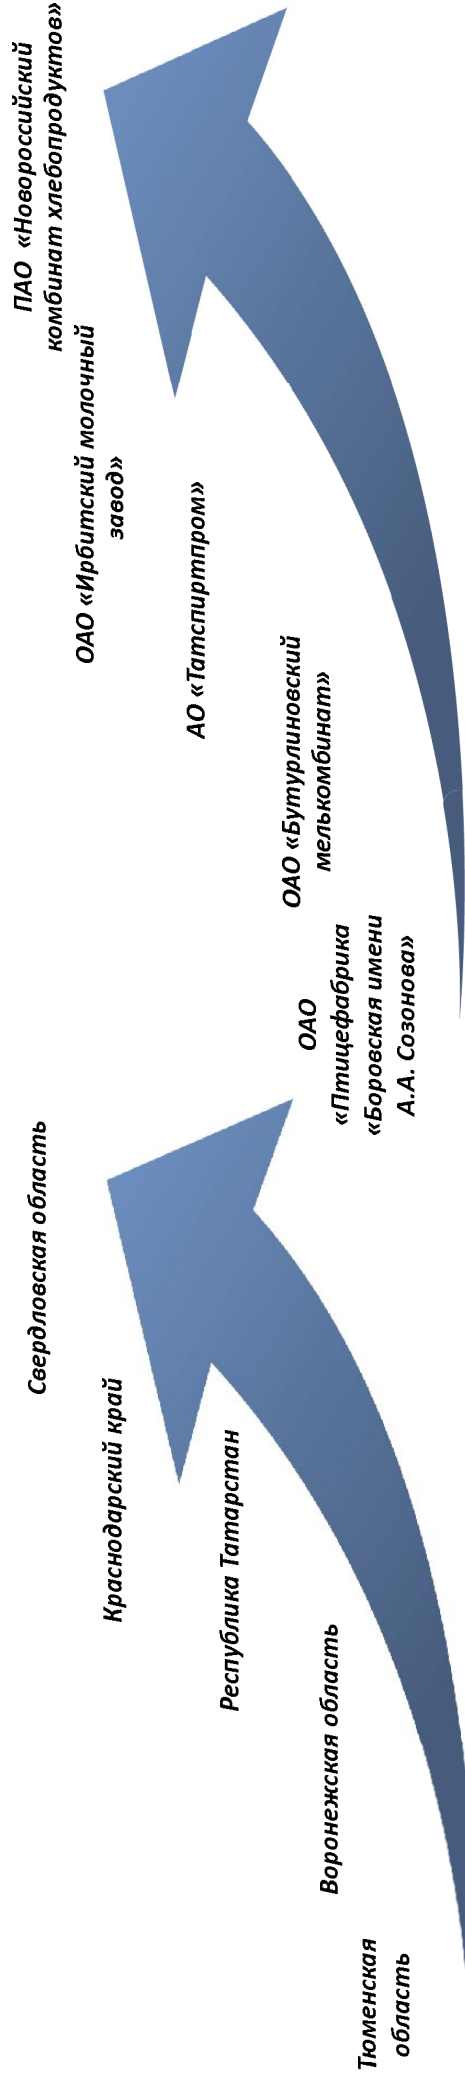 Тюменская
область
Воронежская область
Республика Татарстан
Краснодарский край
Свердловская область
ОАО
«Птицефабрика
«Боровская имени
А.А. Созонова»
ОАО «Бутурлиновский
мелькомбинат»
АО «Татспиртпром»
ОАО «Ирбитский молочный
завод»
ПАО «Новороссийский
комбинат хлебопродуктов»